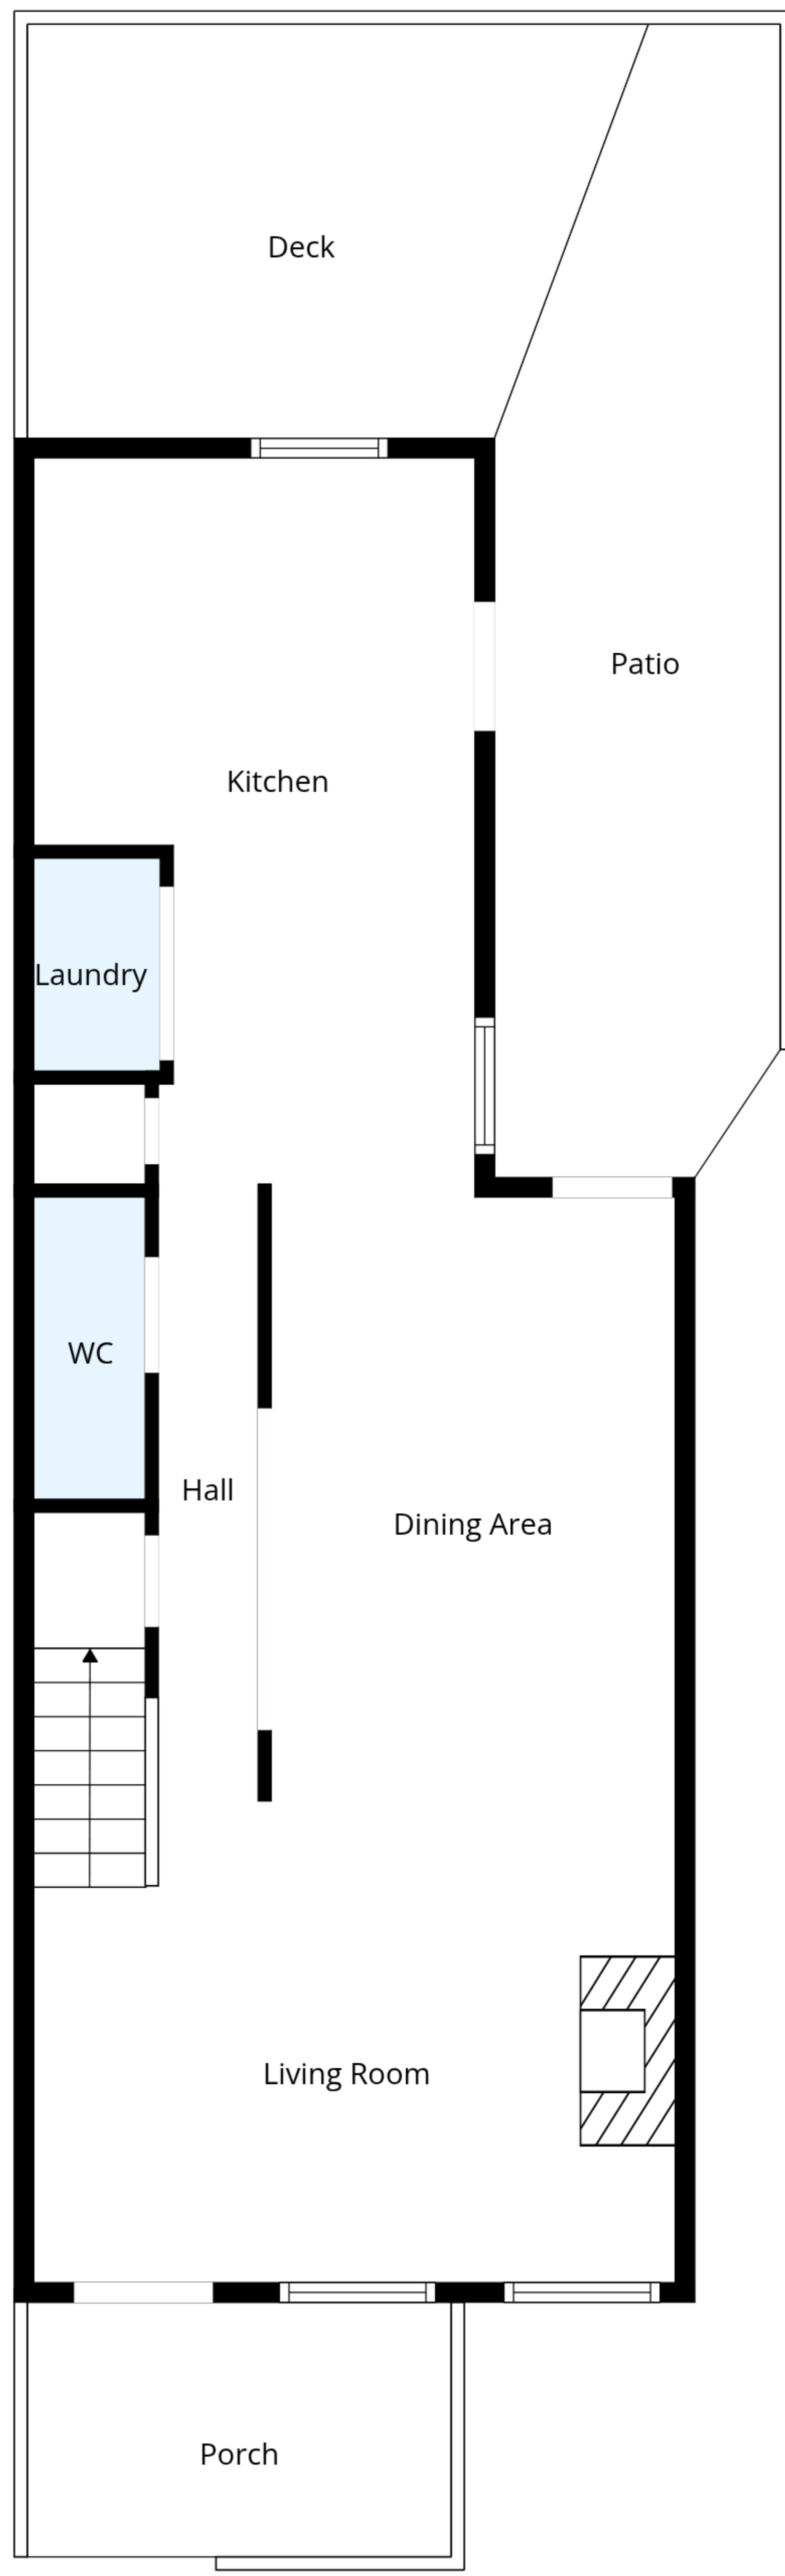 Deck
Patio
Kitchen
Laundry
WC
Hall
Dining Area
Living Room
Porch